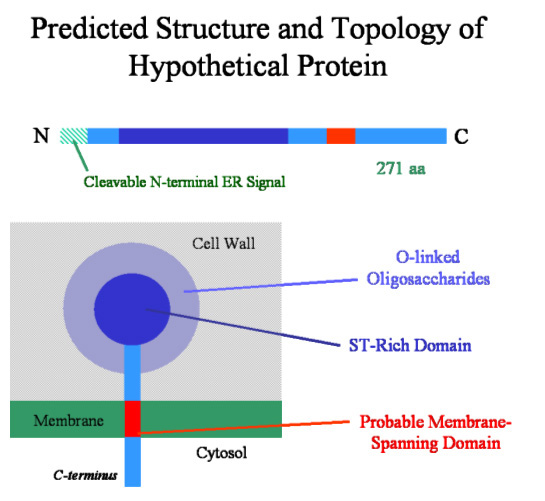 Predicted Structure and Topology of
Hypothetical Protein
N
C
271 aa
Cleavable N-terminal ER Signal
Cell Wall
O-linked
Oligosaccharides
ST-Rich Domain
Membrane
Probable Membrane-
Spanning Domain
Cytosol
C-terminus